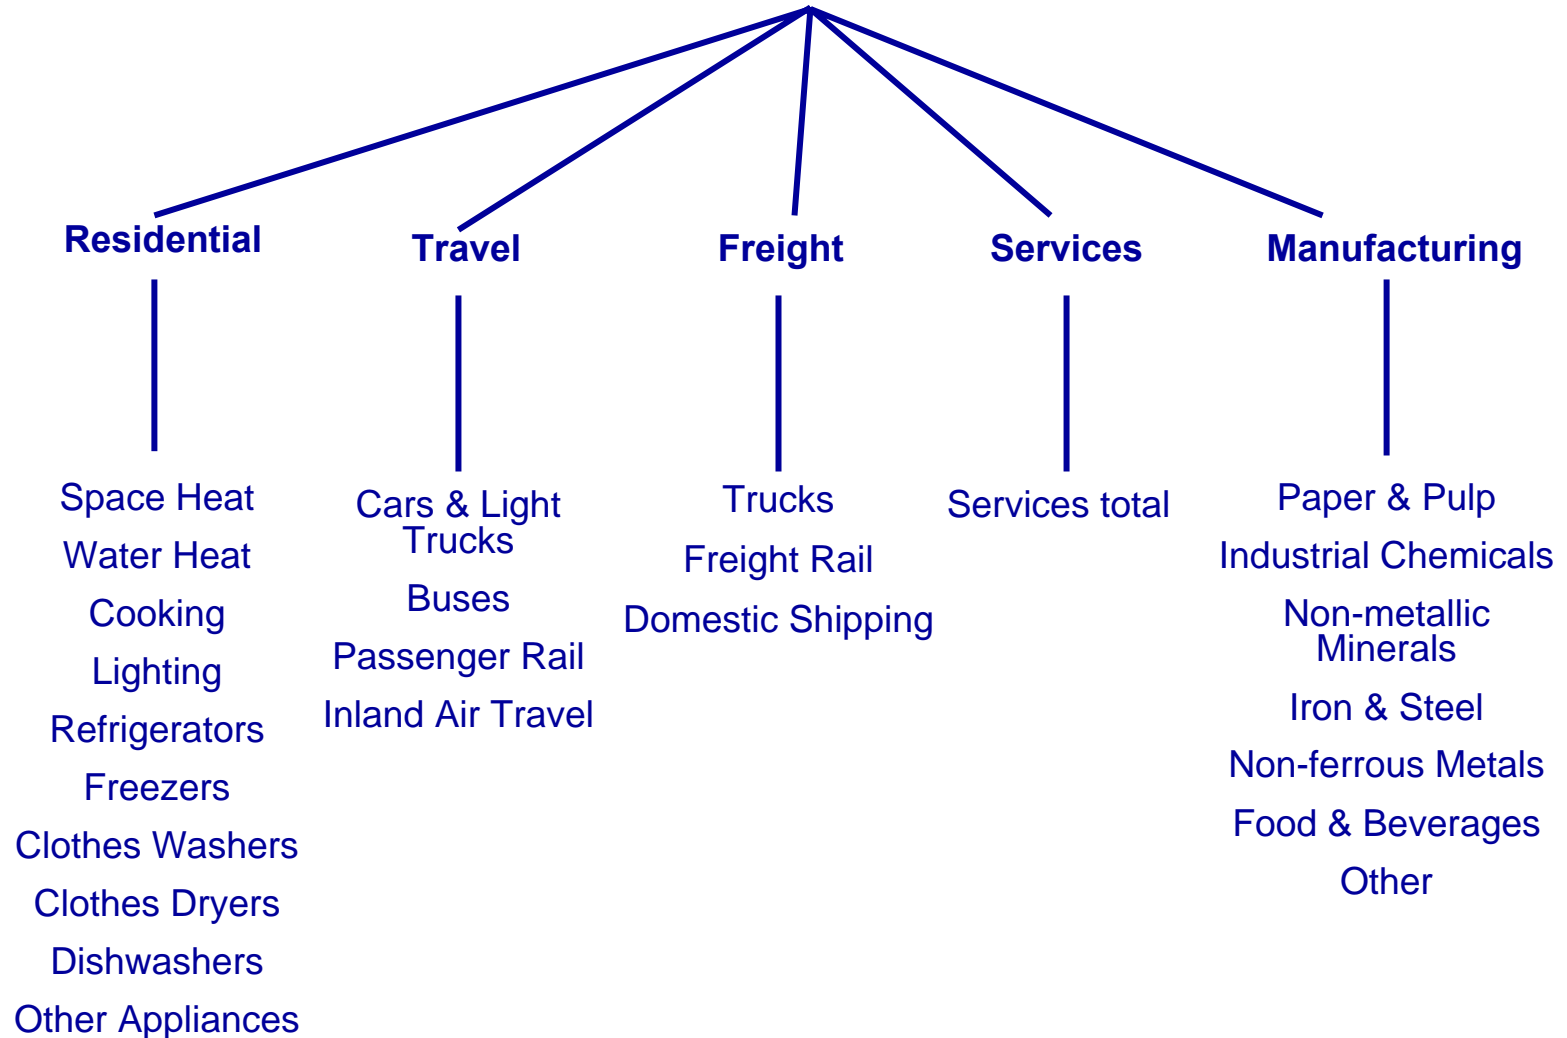 Residential
Travel
Freight
Services
Manufacturing
Space Heat
Water Heat
Cooking
Lighting
Refrigerators
Freezers
Clothes Washers
Clothes Dryers
Dishwashers
Other Appliances
Cars & Light
Trucks
Buses
Passenger Rail
Inland Air Travel
Trucks
Freight Rail
Domestic Shipping
Services total
Paper & Pulp
Industrial Chemicals
Non-metallic
Minerals
Iron & Steel
Non-ferrous Metals
Food & Beverages
Other